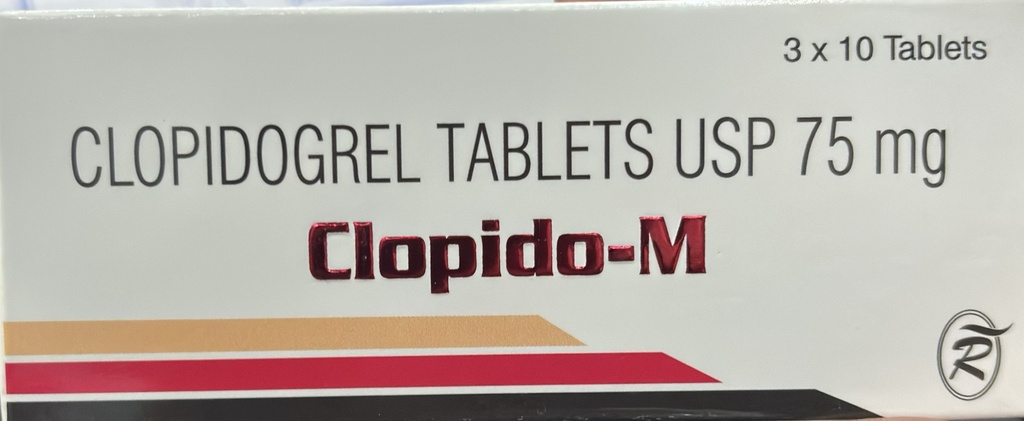 3 x 10 Tablets
CLOPIDOGREL TABLETS USP 75 mg
Clopido-M
R